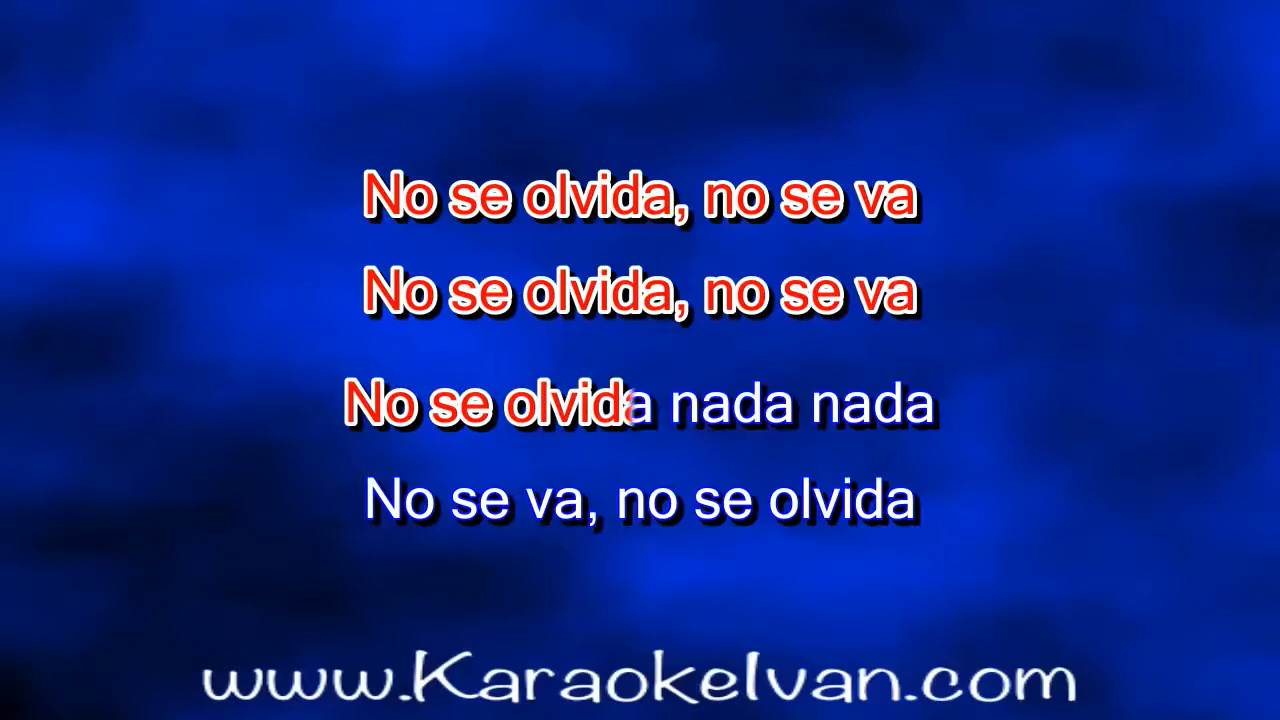 No se olvida, no se va
No se olvida, no se va
No se olvida nada nada
No se va, no se olvida
www.KaraokeIvan.com